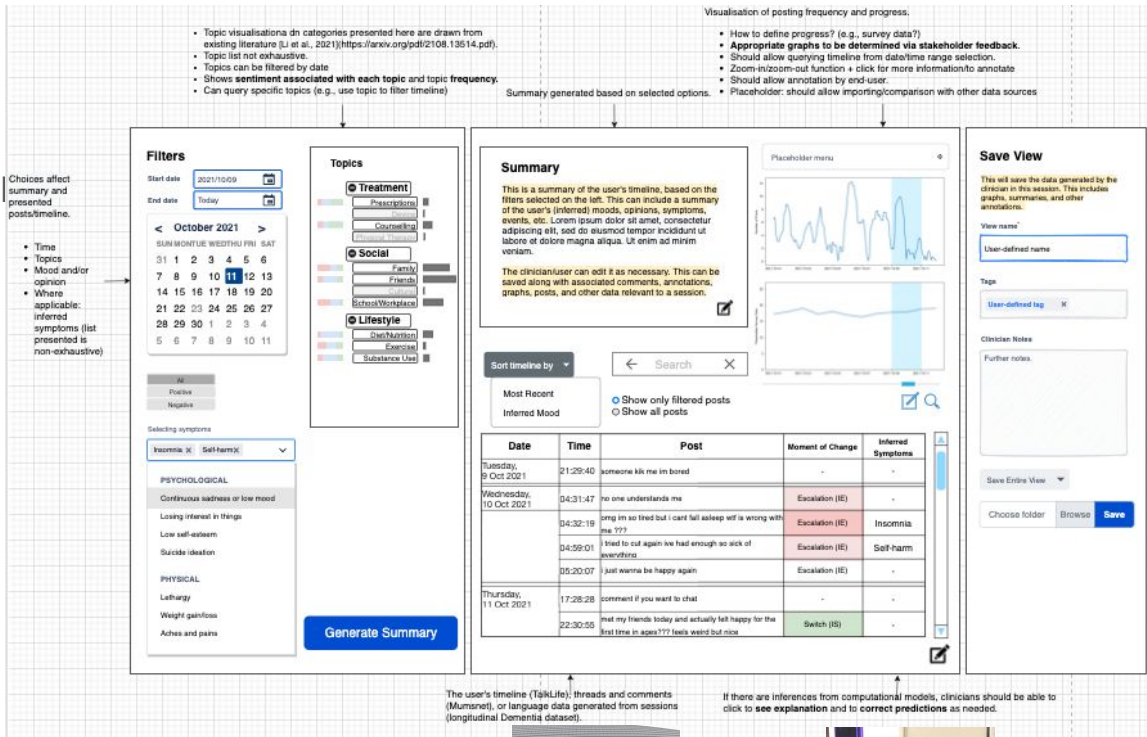 Visualisation of posting frequency and progress.
• How to define progress? (e.g., survey data?)
• Appropriate graphs to be determined via stakeholder feedback.
• Should allow querying timeline from date/time range selection.
• Zoom-in/zoom-out function + click for more information/to annotate
• Should allow annotation by end-user.
• Placeholder: should allow importing/comparison with other data sources
• Topic visualisationa dn categories presented here are drawn from
existing literature [Li et al., 2021](https://arxiv.org/pdf/2108.13514.pdf).
• Topic list not exhaustive.
• Topics can be filtered by date
• Shows sentiment associated with each topic and topic frequency.
• Can query specific topics (e.g., use topic to filter timeline)
Summary generated based on selected options.
Choices affect
summary and
presented
posts/timeline.
• Time
• Topics
• Mood and/or
opinion
• Where
applicable:
inferred
symptoms (list
presented is
non-exhaustive)
Filters
Start date 2021/10/09
End date Today
< October 2021 >
SUN MON TUE WED THU FRI SAT
31 1 2 3 4 5 6
7 8 9 10 11 12 13
14 15 16 17 18 19 20
21 22 23 24 25 26 27
28 29 30 1 2 3 4
5 6 7 8 9 10 11
All
Positive
Negative
Selecting symptoms
Insomnia X Self-harm X
PSYCHOLOGICAL
Continuous sadness or low mood
Losing interest in things
Low self-esteem
Suicide ideation
PHYSICAL
Lethargy
Weight gain/loss
Aches and pains
Topics
Treatment
Prescriptions
Device
Counselling
Physical Therapy
Social
Family
Friends
Culture
School/Workplace
Lifestyle
Diet/Nutrition
Exercise
Substance Use
Generate Summary
Summary
This is a summary of the user's timeline, based on the
filters selected on the left. This can include a summary
of the user's (inferred) moods, opinions, symptoms,
events, etc. Lorem ipsum dolor sit amet, consectetur
adipiscing elit, sed do eiusmod tempor incididunt ut
labore et dolore magna aliqua. Ut enim ad minim
veniam.
The clinician/user can edit it as necessary. This can be
saved along with associated comments, annotations,
graphs, posts, and other data relevant to a session.
Placeholder menu
Sort timeline by
Most Recent
Inferred Mood
← Search X
Show only filtered posts
Show all posts
Date Time Post Moment of Change Inferred Symptoms
Tuesday, 9 Oct 2021 21:29:40 someone kik me im bored - -
Wednesday, 10 Oct 2021 04:31:47 no one understands me Escalation (IE) -
04:32:19 omg im so tired but i cant fall asleep wtf is wrong with me ??? Escalation (IE) Insomnia
04:59:01 i tried to cut again ive had enough so sick of everything Escalation (IE) Self-harm
05:20:07 i just wanna be happy again Escalation (IE) -
Thursday, 11 Oct 2021 17:28:28 comment if you want to chat - -
22:30:55 met my friends today and actually felt happy for the first time in ages??? feels weird but nice Switch (IS) -
Save View
This will save the data generated by the
clinician in this session. This includes
graphs, summaries, and other
annotations.
View name*
User-defined name
Tags
User-defined tag X
Clinician Notes
Further notes.
Save Entire View
Choose folder Browse Save
The user's timeline (TalkLife), threads and comments
(Mumsnet), or language data generated from sessions
(longitudinal Dementia dataset).
If there are inferences from computational models, clinicians should be able to
click to see explanation and to correct predictions as needed.